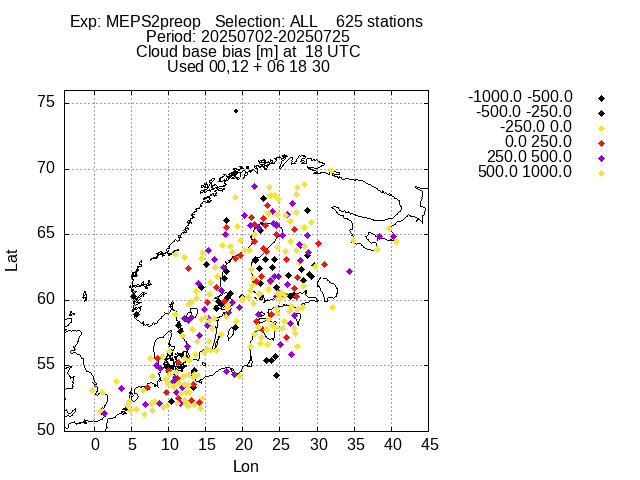 Exp: MEPS2preop   Selection: ALL    625 stations
Period: 20250702-20250725
Cloud base bias [m] at  18 UTC
Used 00,12 + 06 18 30
-1000.0 -500.0
-500.0 -250.0
-250.0 0.0
0.0 250.0
250.0 500.0
500.0 1000.0
75
70
65
60
55
50
Lat
0 5 10 15 20 25 30 35 40 45
Lon